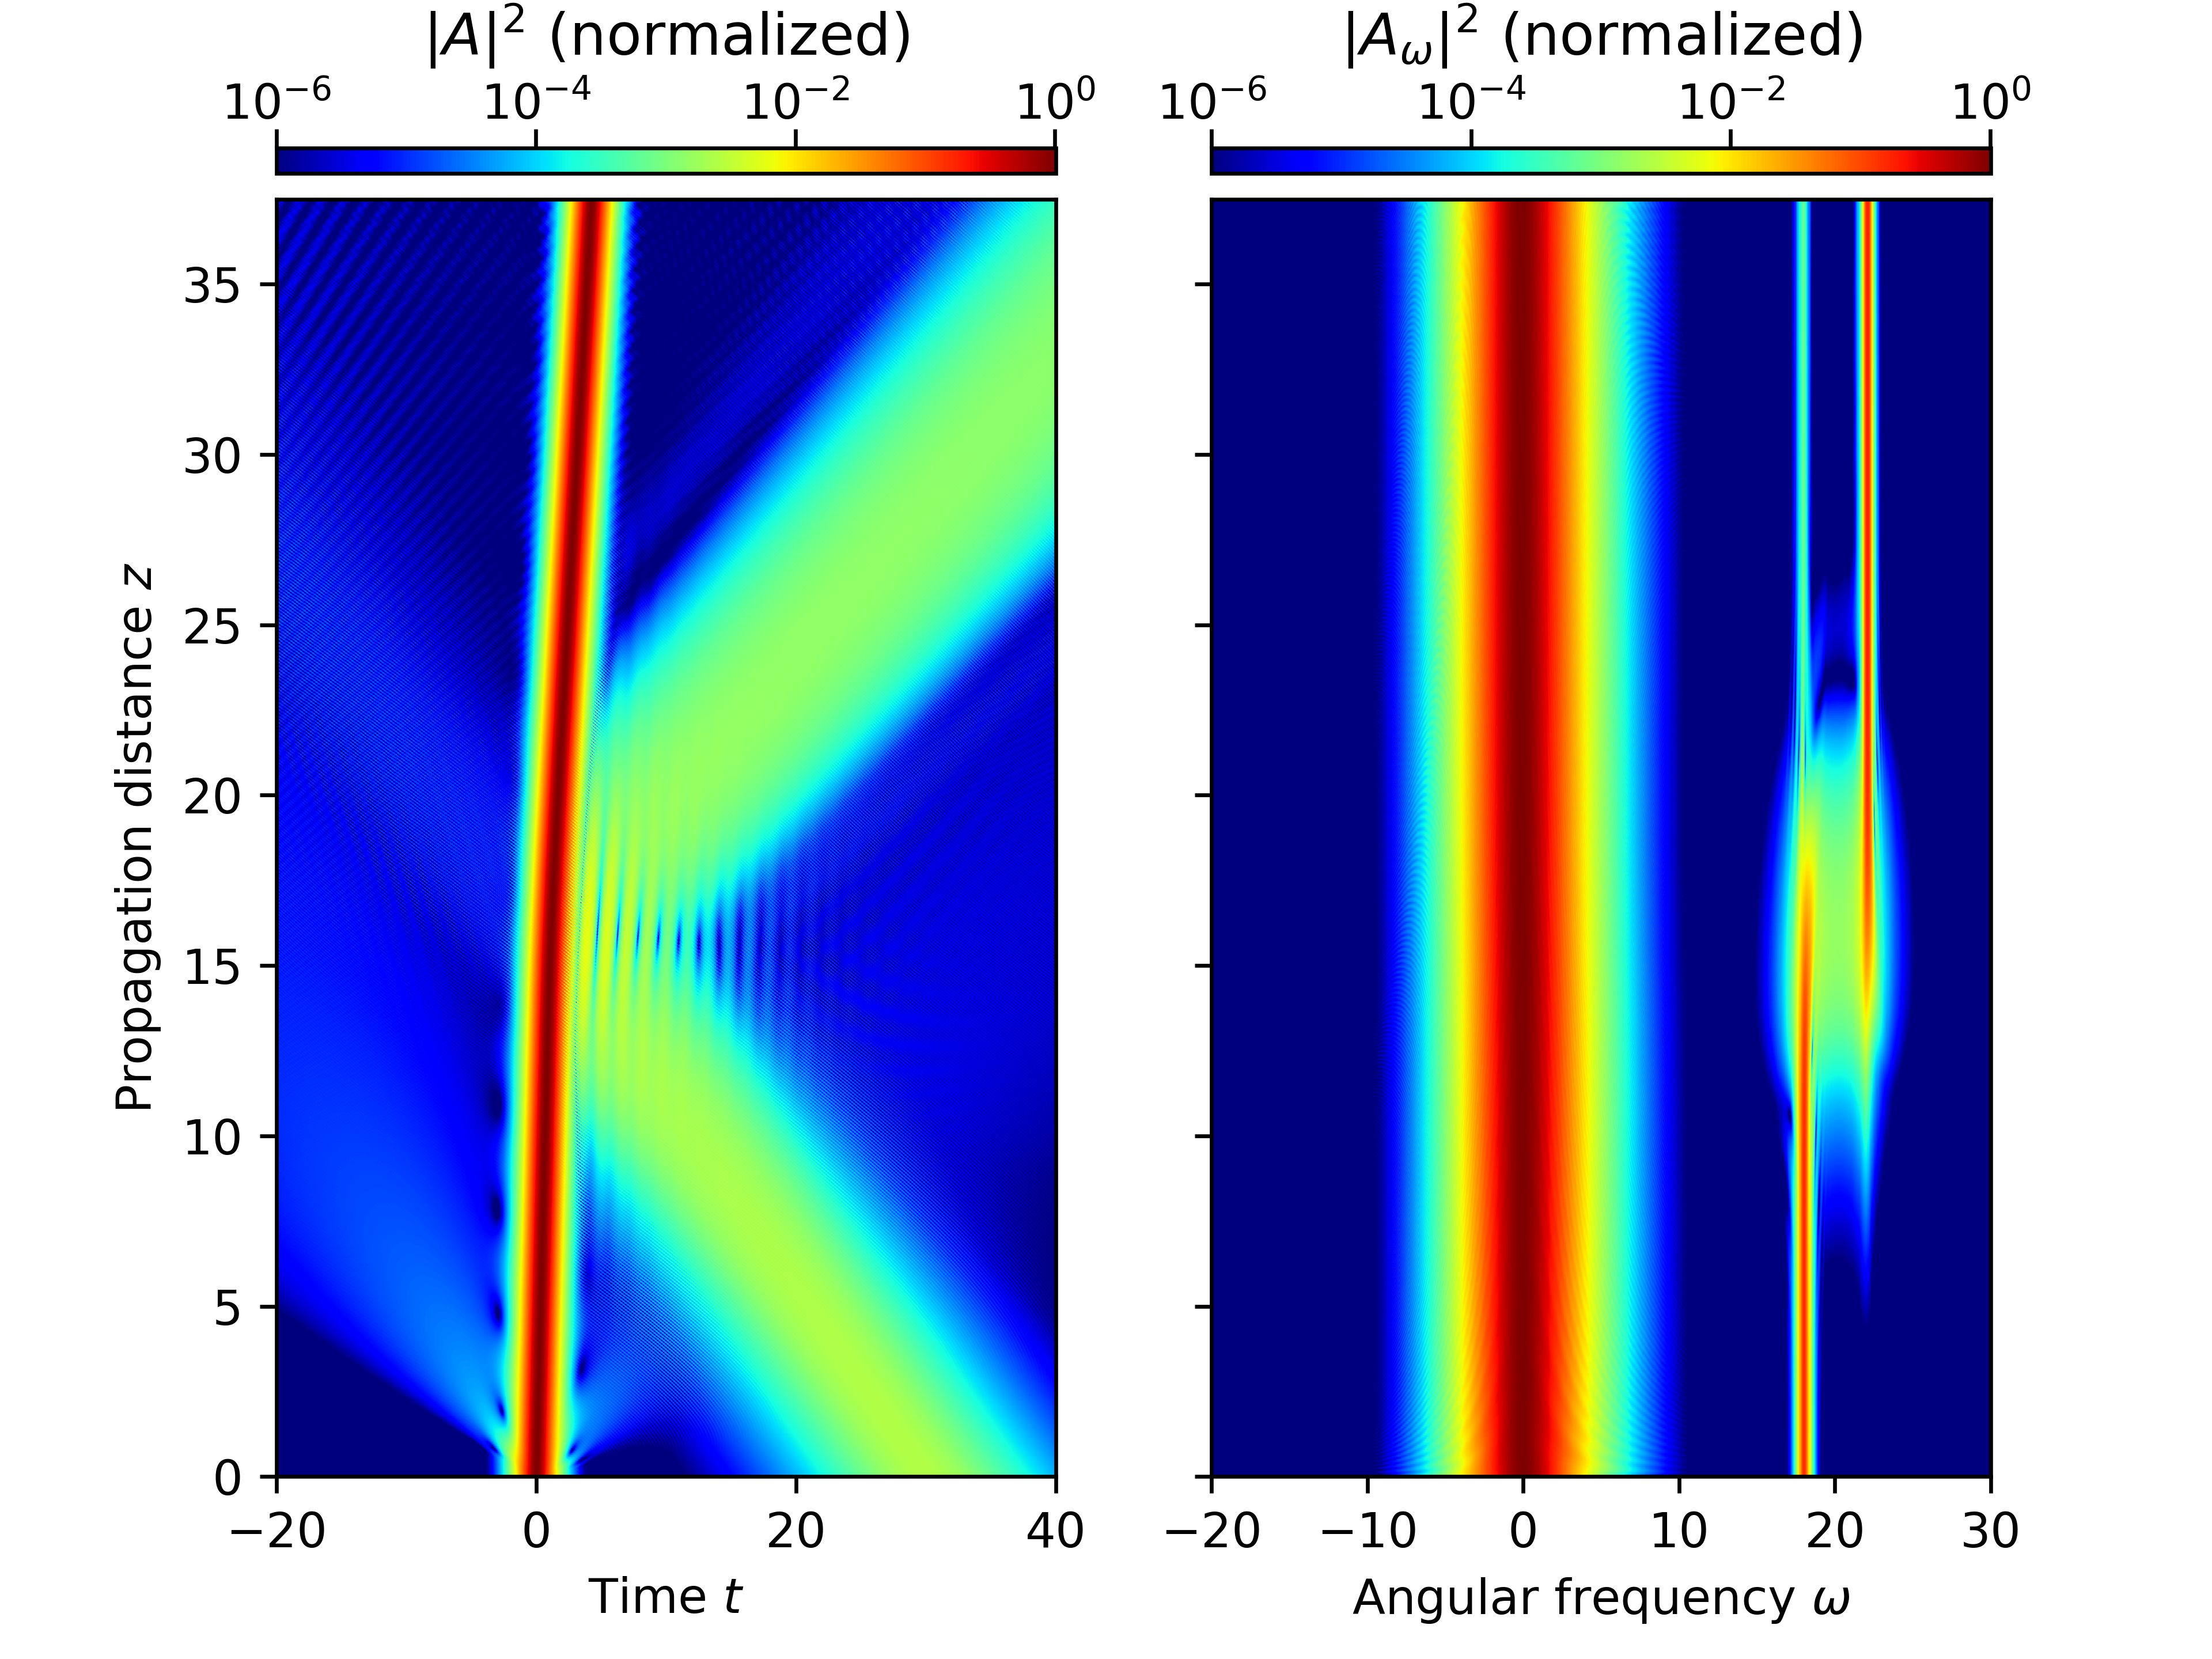 |A|² (normalized)
10⁻⁶ 10⁻⁴ 10⁻² 10⁰
35
30
25
20
15
10
5
0
Propagation distance z
−20 0 20 40
Time t
|A_ω|² (normalized)
10⁻⁶ 10⁻⁴ 10⁻² 10⁰
−20 −10 0 10 20 30
Angular frequency ω